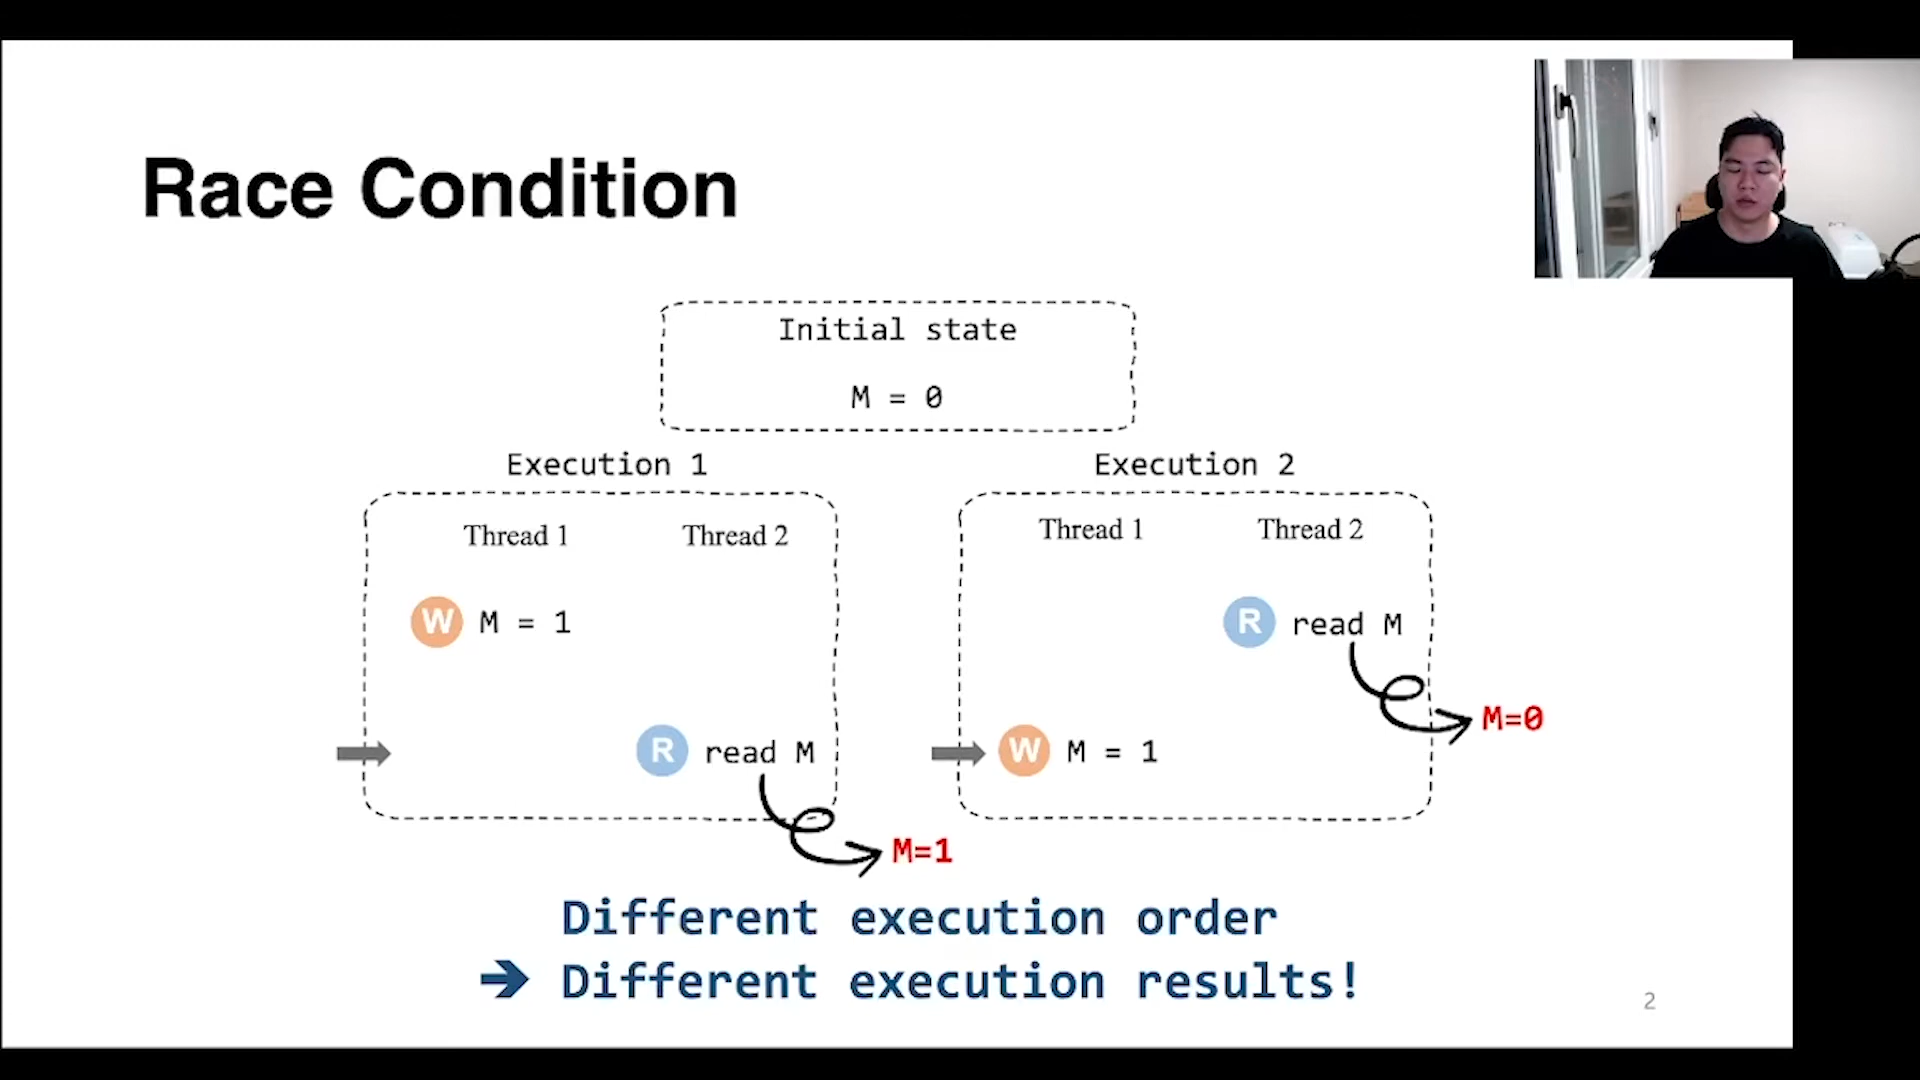 Race Condition
Initial state
M = 0
Execution 1
Thread 1 Thread 2
W M = 1
R read M
M=1
Execution 2
Thread 1 Thread 2
R read M
M=0
W M = 1
Different execution order
➔ Different execution results!
2